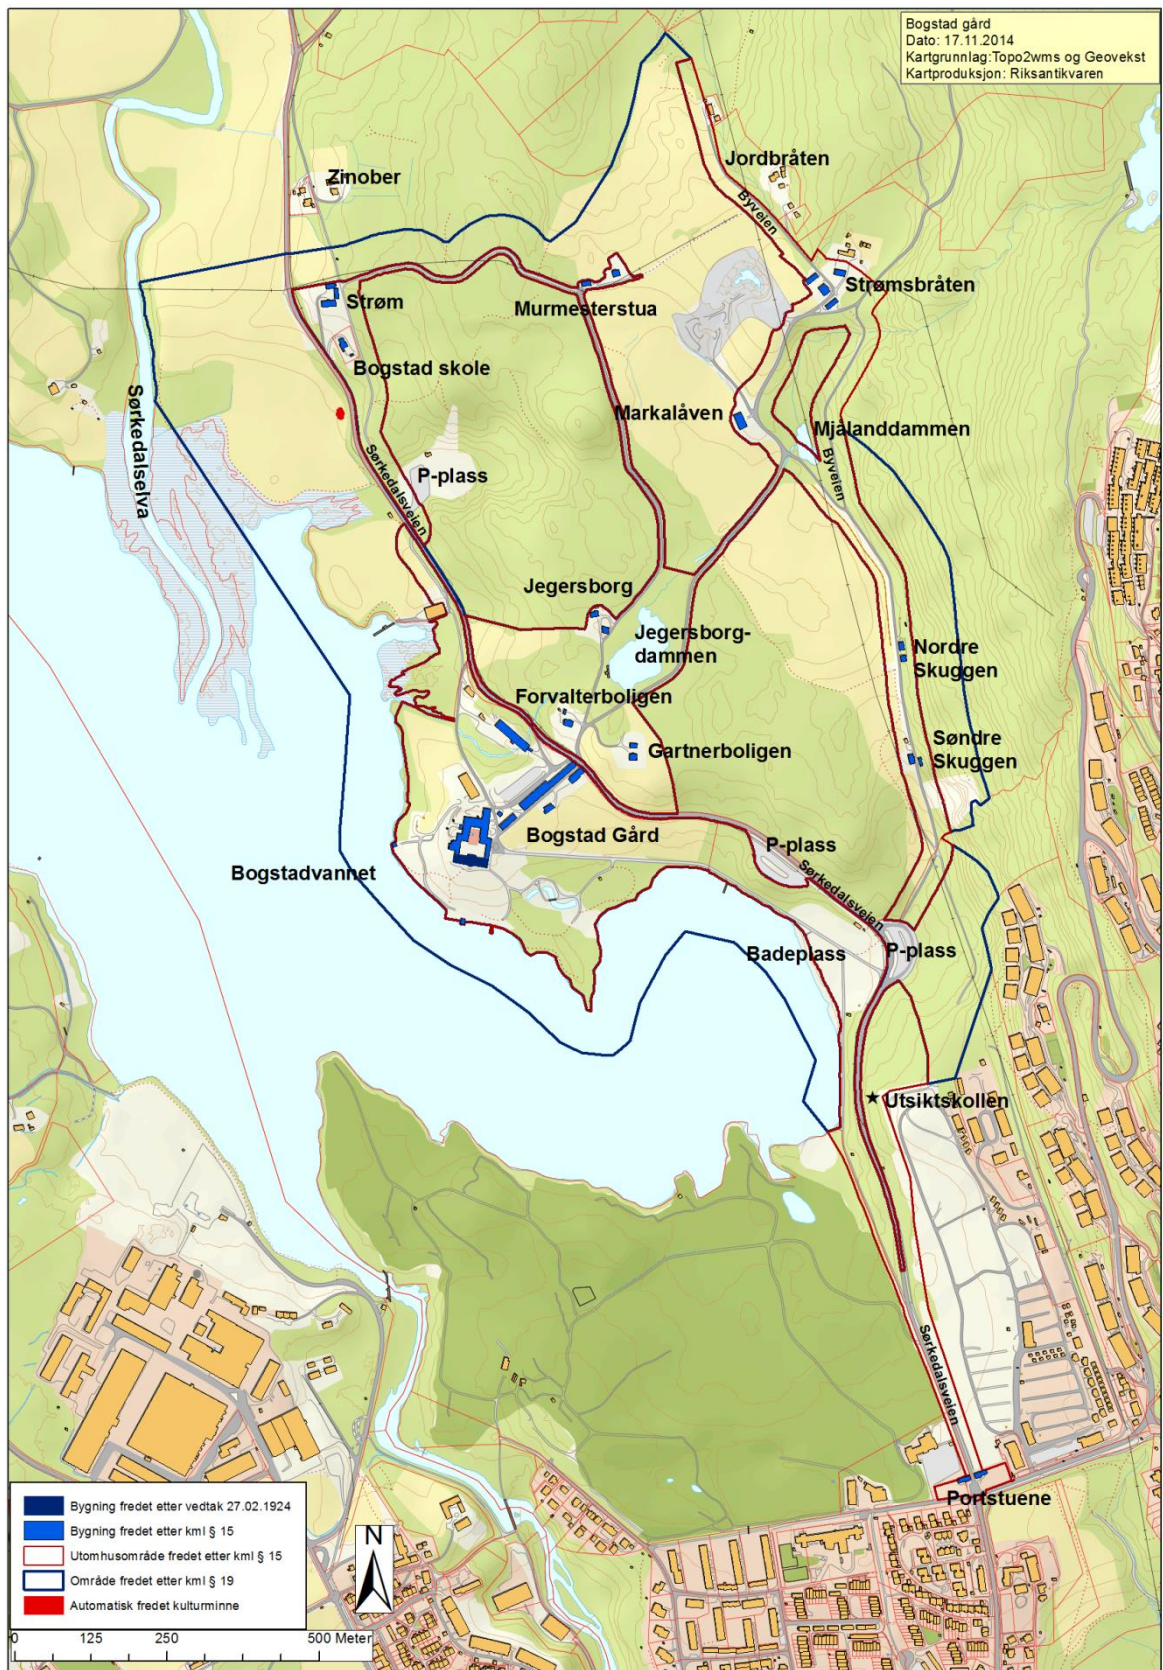 Bogstad gård
Dato: 17.11.2014
Kartgrunnlag:Topo2wms og Geovekst
Kartproduksjon: Riksantikvaren
Jordbråten
Zinober
Byveien
Strømsbråten
Strøm
Murmesterstua
Bogstad skole
Sørkedalselva
Markalåven
Mjålanddammen
Sørkedalsveien
P-plass
Byveien
Jegersborg
Jegersborg-
dammen
Nordre
Skuggen
Forvalterboligen
Gartnerboligen
Søndre
Skuggen
Bogstad Gård
P-plass
Bogstadvannet
Sørkedalsveien
Badeplass
P-plass
Utsiktskollen
Sørkedalsveien
Portstuene
Bygning fredet etter vedtak 27.02.1924
Bygning fredet etter kml § 15
Utomhusområde fredet etter kml § 15
Område fredet etter kml § 19
Automatisk fredet kulturminne
N
0 125 250 500 Meter